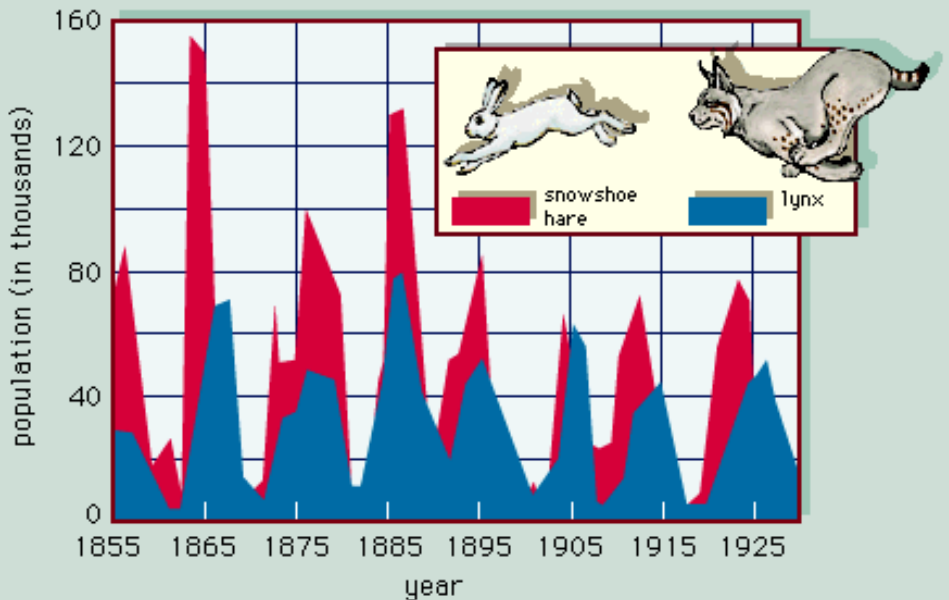 160
120
80
40
0
population (in thousands)
snowshoe
hare
lynx
1855 1865 1875 1885 1895 1905 1915 1925
year